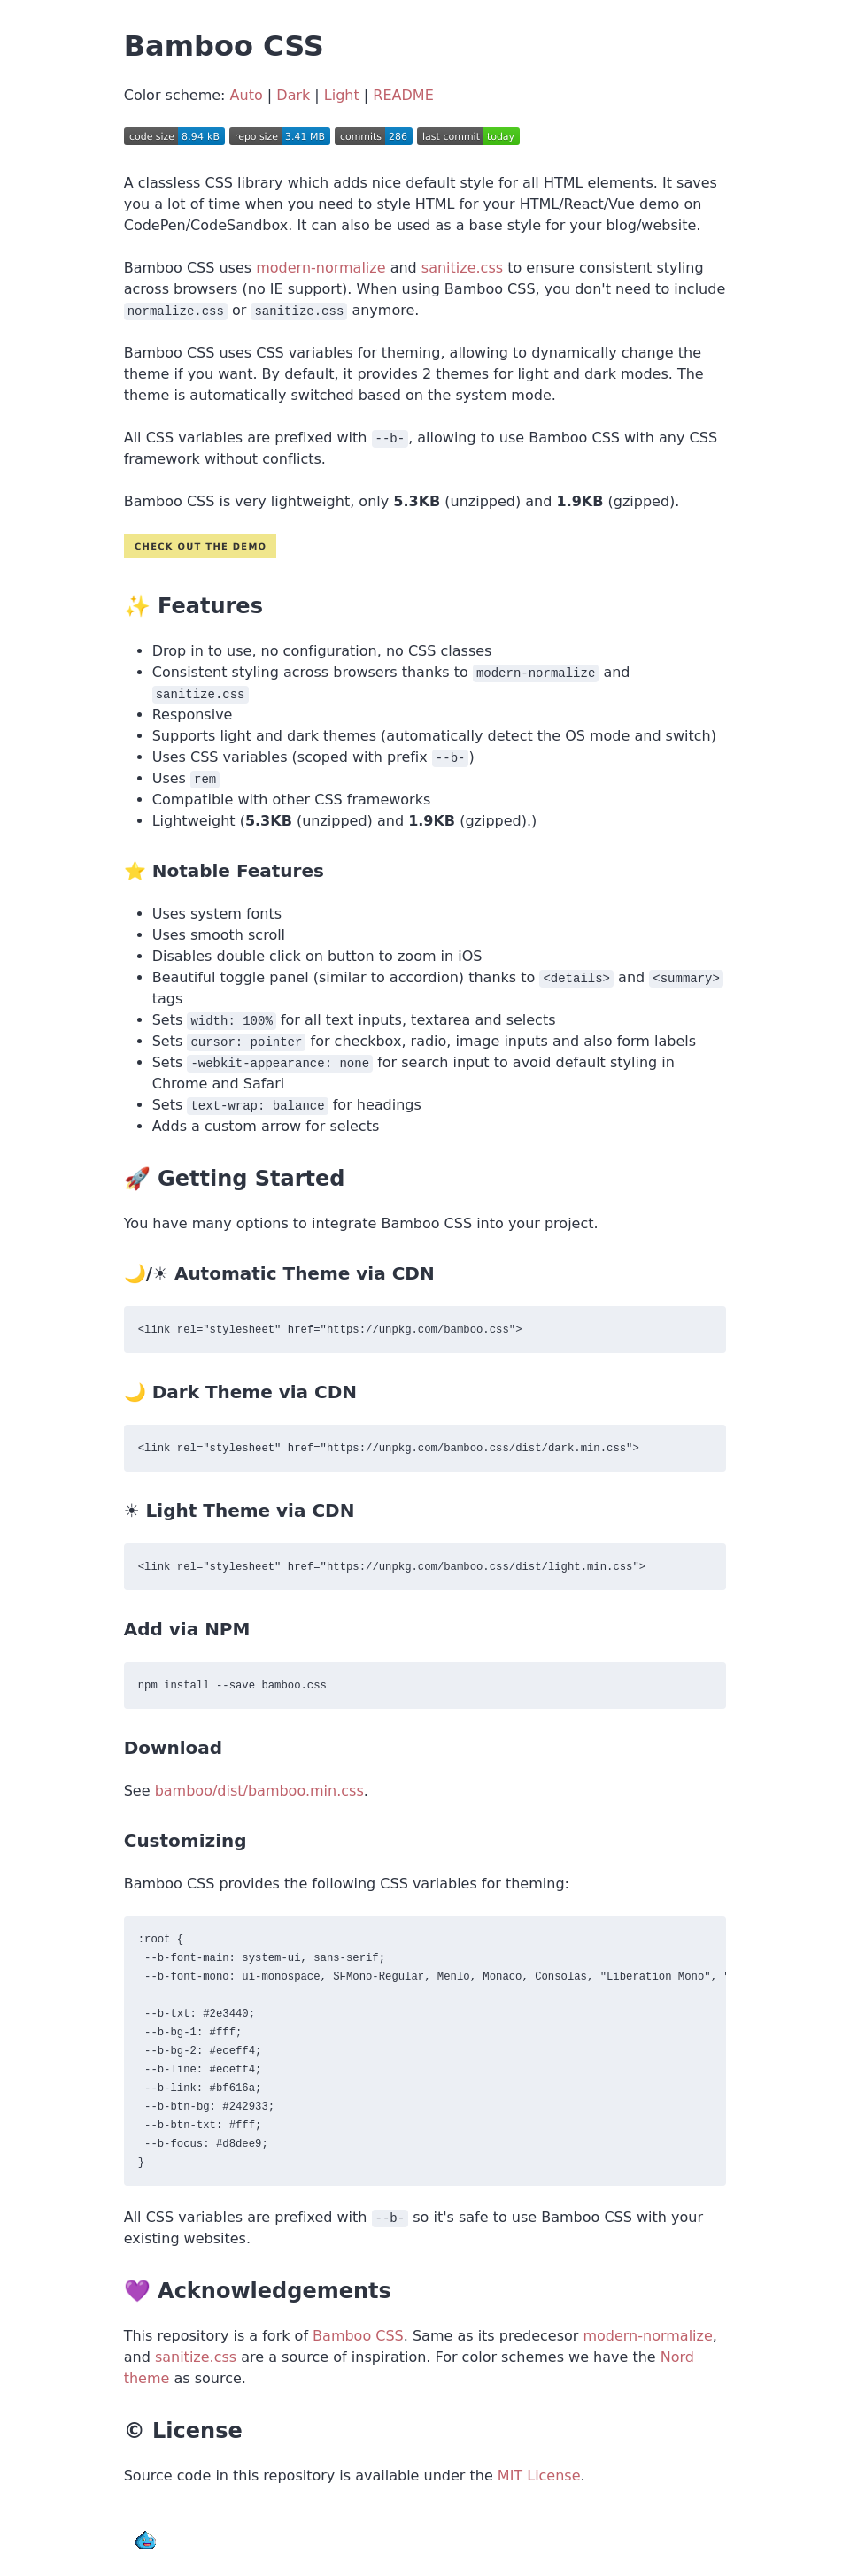 Bamboo CSS
Color scheme: Auto | Dark | Light | README
code size 8.94 kB repo size 3.41 MB commits 286 last commit today
A classless CSS library which adds nice default style for all HTML elements. It saves
you a lot of time when you need to style HTML for your HTML/React/Vue demo on
CodePen/CodeSandbox. It can also be used as a base style for your blog/website.
Bamboo CSS uses modern-normalize and sanitize.css to ensure consistent styling
across browsers (no IE support). When using Bamboo CSS, you don't need to include
normalize.css or sanitize.css anymore.
Bamboo CSS uses CSS variables for theming, allowing to dynamically change the
theme if you want. By default, it provides 2 themes for light and dark modes. The
theme is automatically switched based on the system mode.
All CSS variables are prefixed with --b-, allowing to use Bamboo CSS with any CSS
framework without conflicts.
Bamboo CSS is very lightweight, only 5.3KB (unzipped) and 1.9KB (gzipped).
CHECK OUT THE DEMO
✨ Features
• Drop in to use, no configuration, no CSS classes
• Consistent styling across browsers thanks to modern-normalize and
sanitize.css
• Responsive
• Supports light and dark themes (automatically detect the OS mode and switch)
• Uses CSS variables (scoped with prefix --b-)
• Uses rem
• Compatible with other CSS frameworks
• Lightweight (5.3KB (unzipped) and 1.9KB (gzipped).)
⭐ Notable Features
• Uses system fonts
• Uses smooth scroll
• Disables double click on button to zoom in iOS
• Beautiful toggle panel (similar to accordion) thanks to <details> and <summary>
tags
• Sets width: 100% for all text inputs, textarea and selects
• Sets cursor: pointer for checkbox, radio, image inputs and also form labels
• Sets -webkit-appearance: none for search input to avoid default styling in
Chrome and Safari
• Sets text-wrap: balance for headings
• Adds a custom arrow for selects
🚀 Getting Started
You have many options to integrate Bamboo CSS into your project.
🌙/☀ Automatic Theme via CDN
<link rel="stylesheet" href="https://unpkg.com/bamboo.css">
🌙 Dark Theme via CDN
<link rel="stylesheet" href="https://unpkg.com/bamboo.css/dist/dark.min.css">
☀ Light Theme via CDN
<link rel="stylesheet" href="https://unpkg.com/bamboo.css/dist/light.min.css">
Add via NPM
npm install --save bamboo.css
Download
See bamboo/dist/bamboo.min.css.
Customizing
Bamboo CSS provides the following CSS variables for theming:
:root {
--b-font-main: system-ui, sans-serif;
--b-font-mono: ui-monospace, SFMono-Regular, Menlo, Monaco, Consolas, "Liberation Mono", "
--b-txt: #2e3440;
--b-bg-1: #fff;
--b-bg-2: #eceff4;
--b-line: #eceff4;
--b-link: #bf616a;
--b-btn-bg: #242933;
--b-btn-txt: #fff;
--b-focus: #d8dee9;
}
All CSS variables are prefixed with --b- so it's safe to use Bamboo CSS with your
existing websites.
💜 Acknowledgements
This repository is a fork of Bamboo CSS. Same as its predecesor modern-normalize,
and sanitize.css are a source of inspiration. For color schemes we have the Nord
theme as source.
© License
Source code in this repository is available under the MIT License.